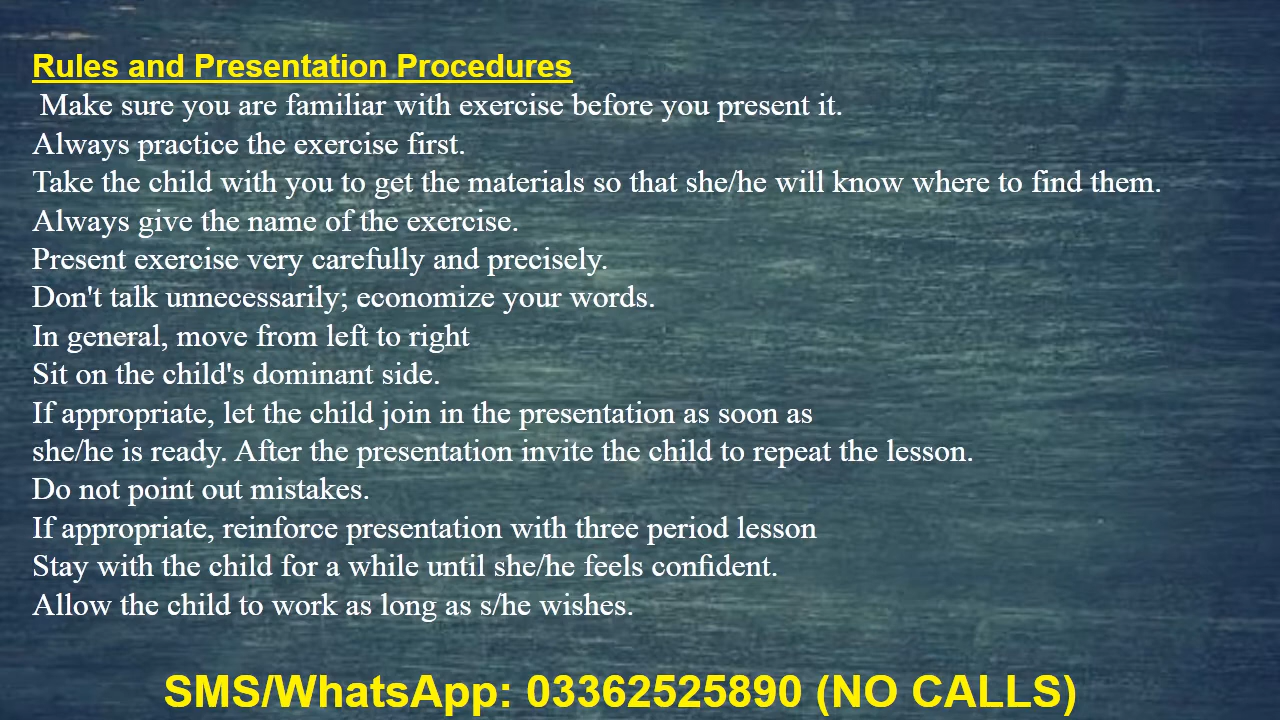 Rules and Presentation Procedures
Make sure you are familiar with exercise before you present it.
Always practice the exercise first.
Take the child with you to get the materials so that she/he will know where to find them.
Always give the name of the exercise.
Present exercise very carefully and precisely.
Don't talk unnecessarily; economize your words.
In general, move from left to right
Sit on the child's dominant side.
If appropriate, let the child join in the presentation as soon as
she/he is ready. After the presentation invite the child to repeat the lesson.
Do not point out mistakes.
If appropriate, reinforce presentation with three period lesson
Stay with the child for a while until she/he feels confident.
Allow the child to work as long as s/he wishes.
SMS/WhatsApp: 03362525890 (NO CALLS)